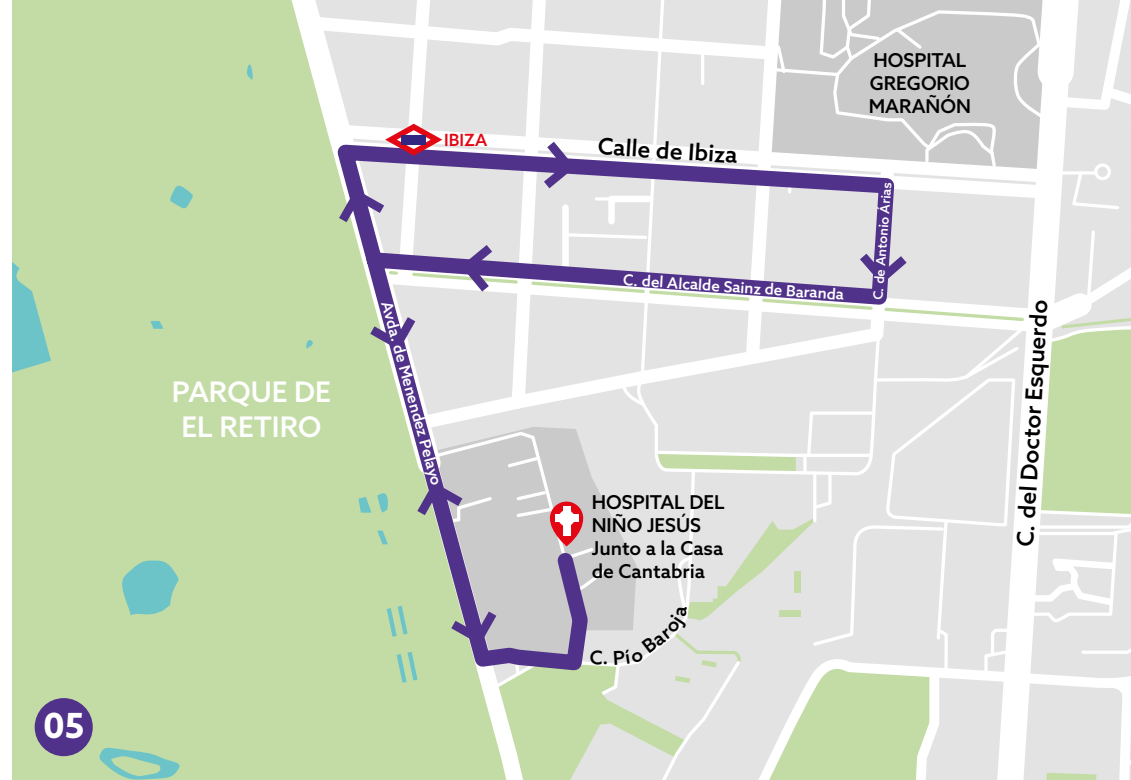 HOSPITAL
GREGORIO
MARAÑÓN
IBIZA
Calle de Ibiza
C. de Antonio Árias
C. del Alcalde Sainz de Baranda
Avda. de Menendez Pelayo
C. del Doctor Esquerdo
PARQUE DE
EL RETIRO
HOSPITAL DEL
NIÑO JESÚS
Junto a la Casa
de Cantabria
C. Pío Baroja
05